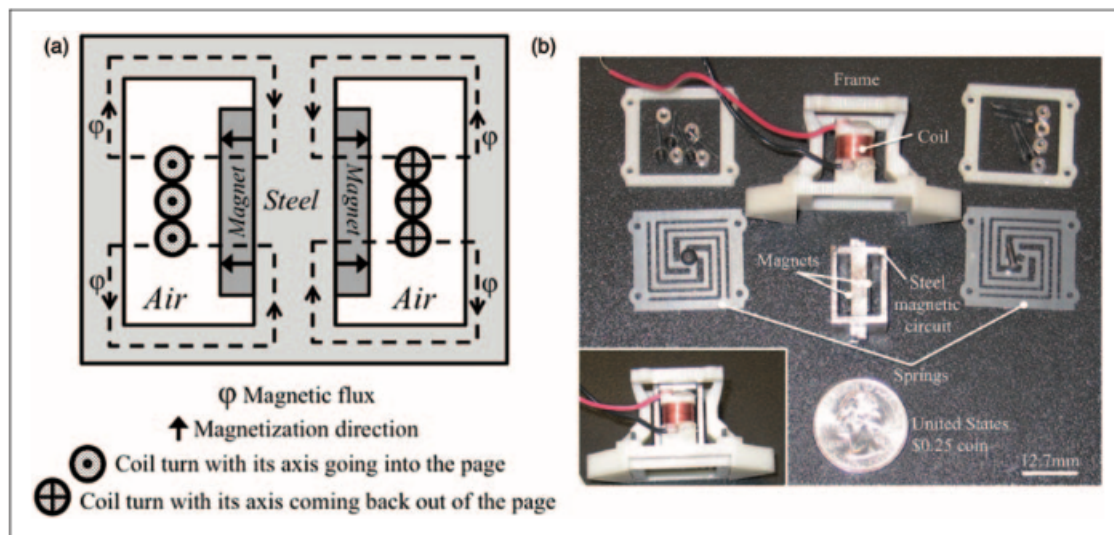 (a)
φ
φ
Magnet
Steel
Magnet
φ
φ
Air
Air
φ Magnetic flux
Magnetization direction
Coil turn with its axis going into the page
Coil turn with its axis coming back out of the page
(b)
Frame
Coil
Magnets
Steel
magnetic
circuit
Springs
United States
$0.25 coin
12.7mm